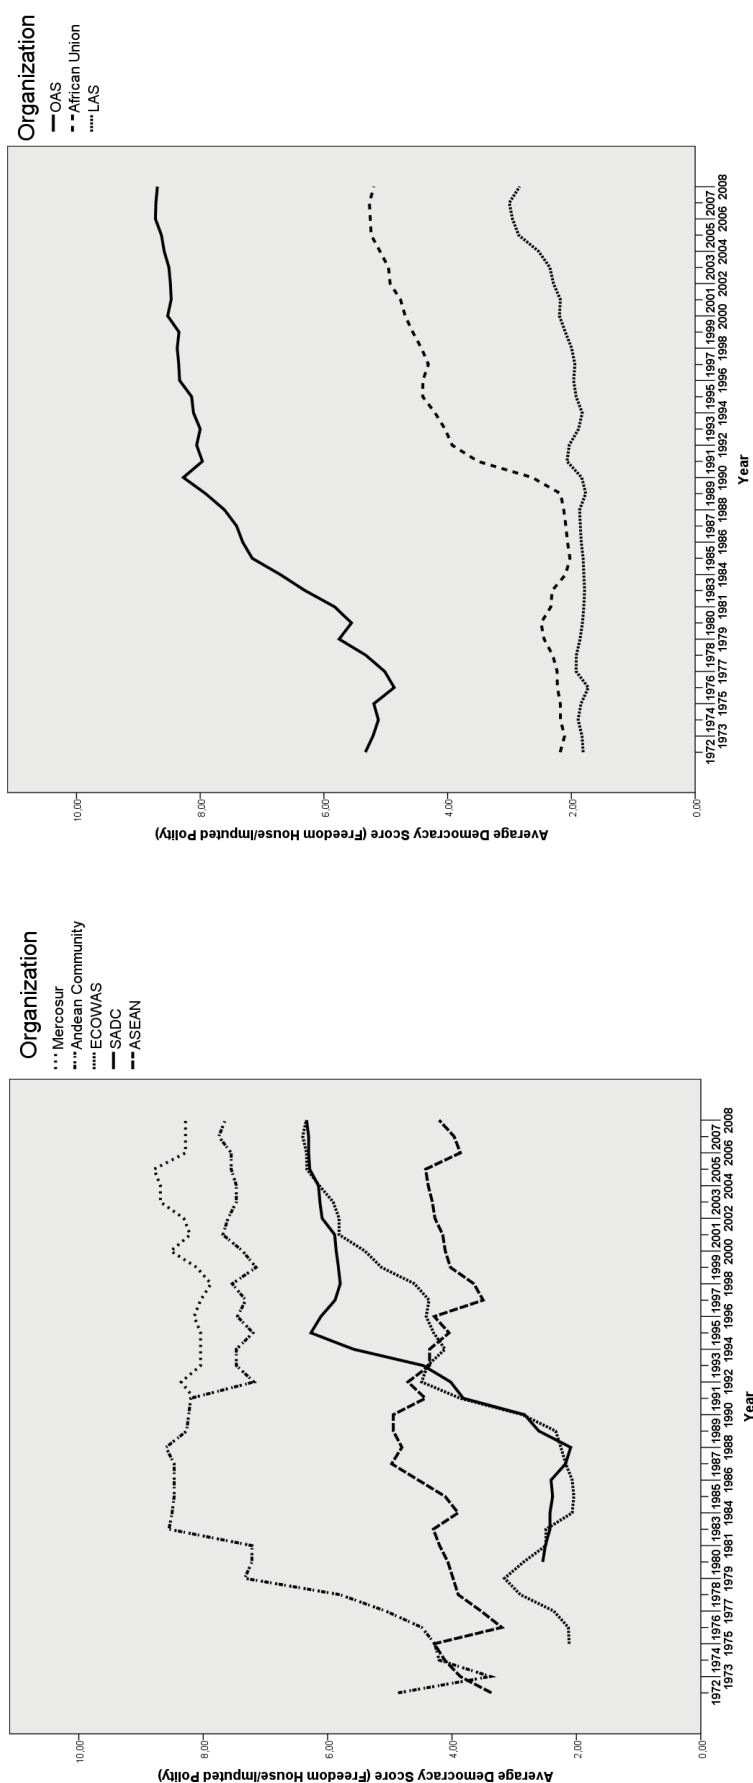 Organization
OAS
African Union
LAS
10,00
8,00
6,00
4,00
2,00
0,00
Average Democracy Score (Freedom House/Imputed Polity)
1972 1973 1974 1975 1976 1977 1978 1979 1980 1981 1983 1984 1985 1986 1987 1988 1989 1990 1991 1992 1993 1994 1995 1996 1997 1998 1999 2000 2001 2002 2003 2004 2005 2006 2007 2008
Year
Organization
Mercosur
Andean Community
ECOWAS
SADC
ASEAN
10,00
8,00
6,00
4,00
2,00
0,00
Average Democracy Score (Freedom House/Imputed Polity)
1972 1973 1974 1975 1976 1977 1978 1979 1980 1981 1983 1984 1985 1986 1987 1988 1989 1990 1991 1992 1993 1994 1995 1996 1997 1998 1999 2000 2001 2002 2003 2004 2005 2006 2007 2008
Year